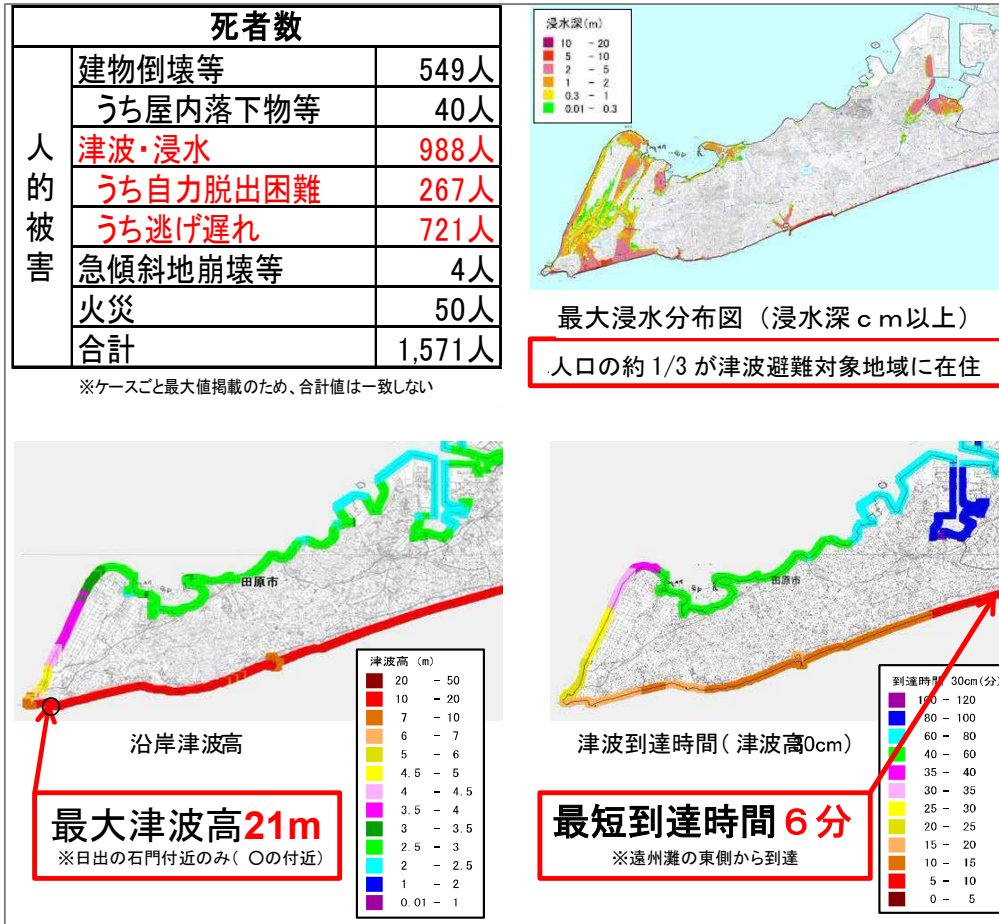 死者数
人的被害
建物倒壊等 549人
うち屋内落下物等 40人
津波・浸水 988人
うち自力脱出困難 267人
うち逃げ遅れ 721人
急傾斜地崩壊等 4人
火災 50人
合計 1,571人
※ケースごと最大値掲載のため、合計値は一致しない
浸水深(m)
10 - 20
5 - 10
2 - 5
1 - 2
0.3 - 1
0.01 - 0.3
最大浸水分布図（浸水深ｃｍ以上）
人口の約 1/3 が津波避難対象地域に在住
田原市
津波高 (m)
20 - 50
10 - 20
7 - 10
6 - 7
5 - 6
4.5 - 5
4 - 4.5
3.5 - 4
3 - 3.5
2.5 - 3
2 - 2.5
1 - 2
0.01 - 1
沿岸津波高
最大津波高21m
※日出の石門付近のみ( ○の付近)
田原市
到達時間 30cm(分)
100 - 120
80 - 100
60 - 80
40 - 60
35 - 40
30 - 35
25 - 30
20 - 25
15 - 20
10 - 15
5 - 10
0 - 5
津波到達時間( 津波高30cm)
最短到達時間６分
※遠州灘の東側から到達